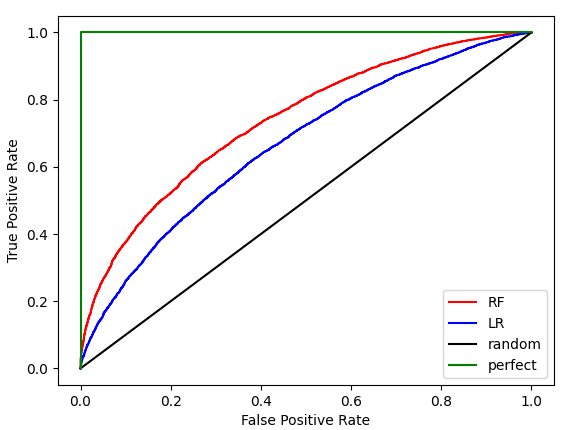 1.0
0.8
0.6
0.4
0.2
0.0
True Positive Rate
0.0 0.2 0.4 0.6 0.8 1.0
False Positive Rate
RF
LR
random
perfect